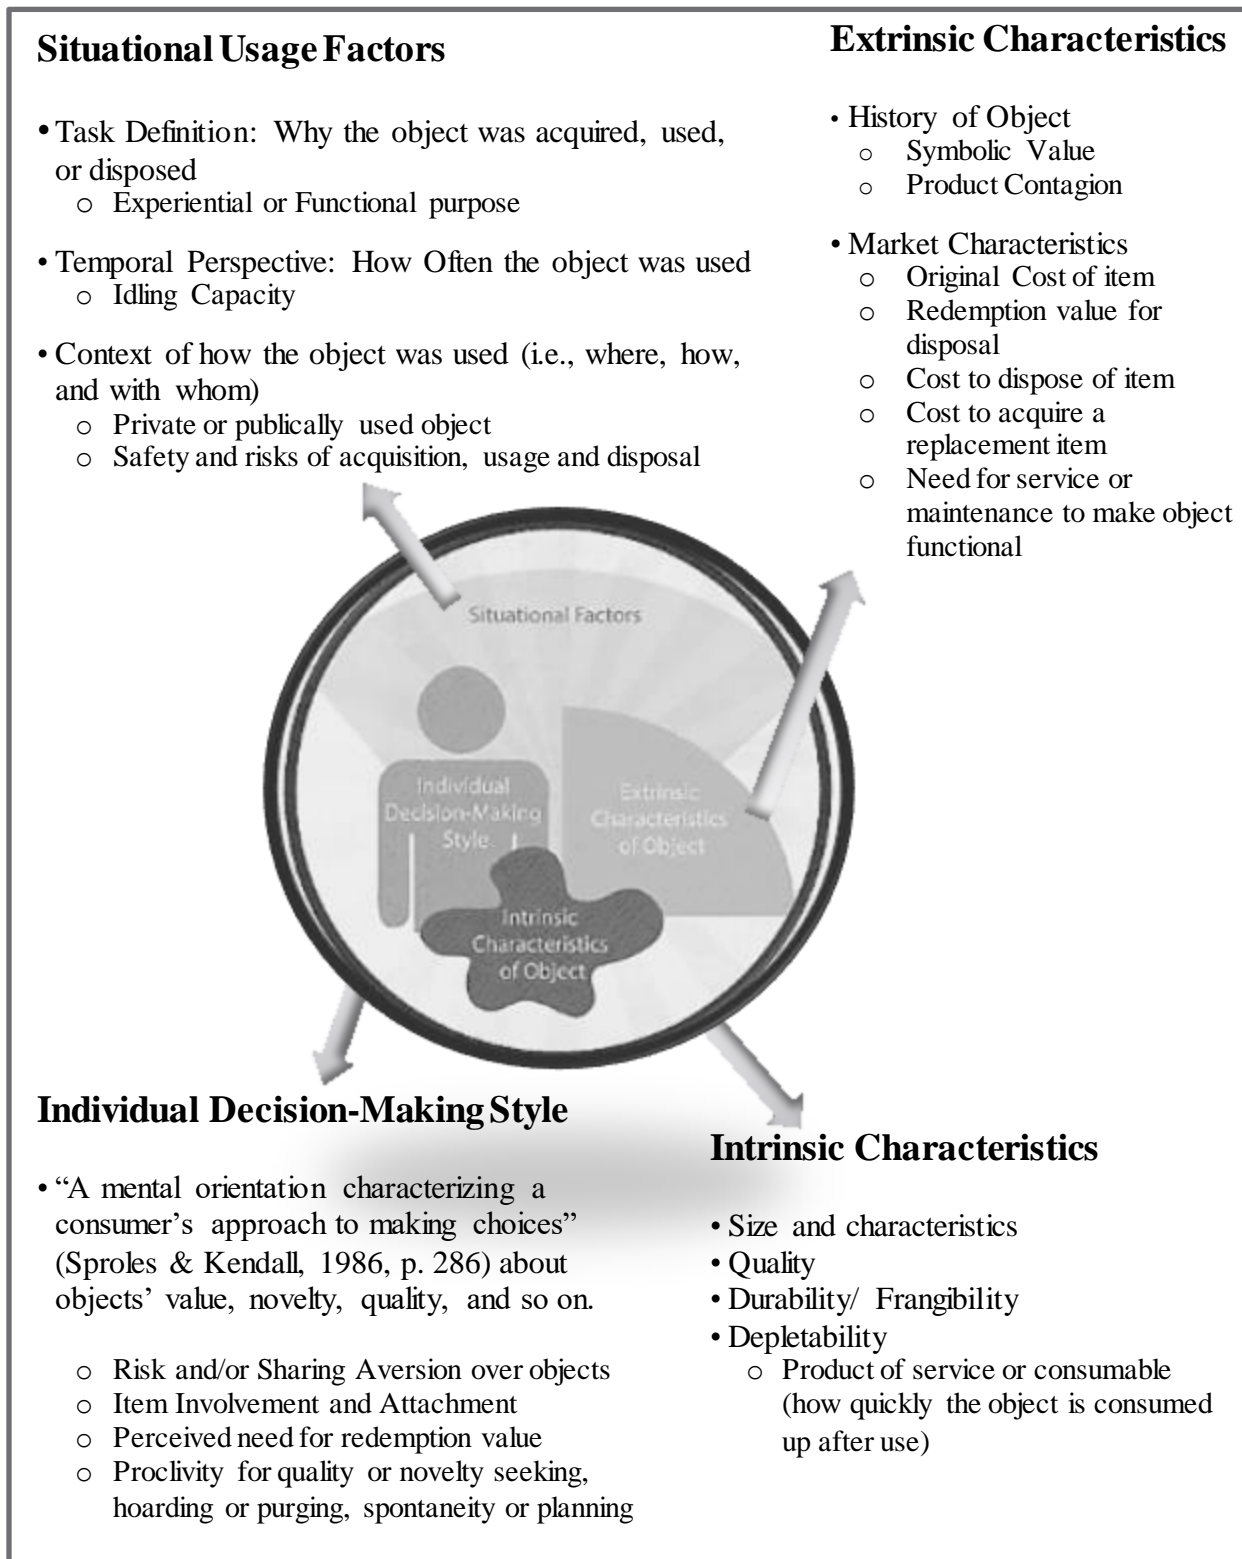 Situational Usage Factors
• Task Definition: Why the object was acquired, used,
or disposed
o Experiential or Functional purpose
• Temporal Perspective: How Often the object was used
o Idling Capacity
• Context of how the object was used (i.e., where, how,
and with whom)
o Private or publically used object
o Safety and risks of acquisition, usage and disposal
Extrinsic Characteristics
• History of Object
o Symbolic Value
o Product Contagion
• Market Characteristics
o Original Cost of item
o Redemption value for
disposal
o Cost to dispose of item
o Cost to acquire a
replacement item
o Need for service or
maintenance to make object
functional
Situational Factors
Individual
Decision-Making
Style
Extrinsic
Characteristics
of Object
Intrinsic
Characteristics
of Object
Individual Decision-Making Style
• “A mental orientation characterizing a
consumer’s approach to making choices”
(Sproles & Kendall, 1986, p. 286) about
objects’ value, novelty, quality, and so on.
o Risk and/or Sharing Aversion over objects
o Item Involvement and Attachment
o Perceived need for redemption value
o Proclivity for quality or novelty seeking,
hoarding or purging, spontaneity or planning
Intrinsic Characteristics
• Size and characteristics
• Quality
• Durability/ Frangibility
• Depletability
o Product of service or consumable
(how quickly the object is consumed
up after use)